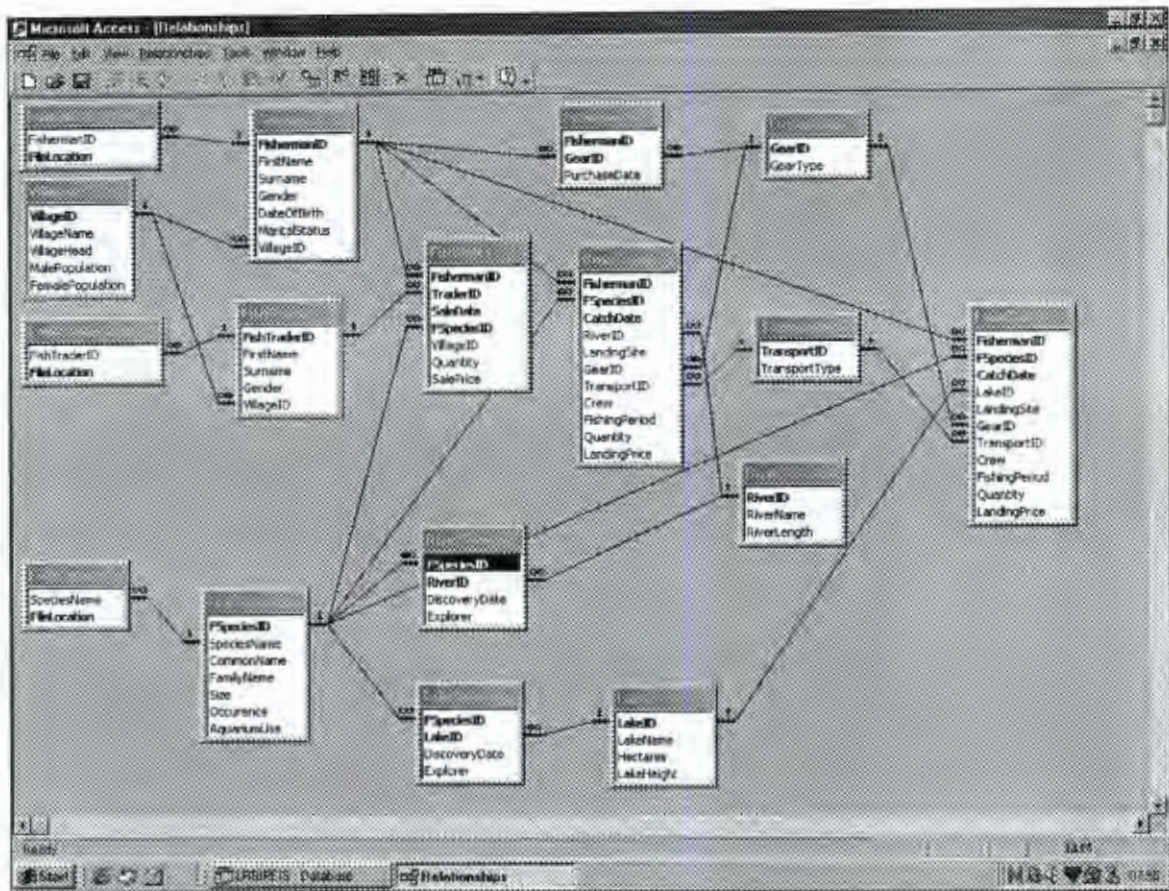 Microsoft Access - [Relationships]
File Edit View Relationships Tools Window Help
FishermanID
FileLocation
VillageID
VillageName
VillageHead
MalePopulation
FemalePopulation
FishTraderID
FileLocation
FishermanID
FirstName
Surname
Gender
DateOfBirth
MaritalStatus
VillageID
FishTraderID
FirstName
Surname
Gender
VillageID
FishermanID
TraderID
SaleDate
FSpeciesID
VillageID
Quantity
SalePrice
FishermanID
GearID
PurchaseDate
FishermanID
FSpeciesID
CatchDate
RiverID
LandingSite
GearID
TransportID
Crew
FishingPeriod
Quantity
LandingPrice
GearID
GearType
TransportID
TransportType
RiverID
RiverName
RiverLength
FishermanID
FSpeciesID
CatchDate
LakeID
LandingSite
GearID
TransportID
Crew
FishingPeriod
Quantity
LandingPrice
SpeciesName
FileLocation
FSpeciesID
SpeciesName
CommonName
FamilyName
Size
Occurence
AquariumUse
FSpeciesID
RiverID
DiscoveryDate
Explorer
FSpeciesID
LakeID
DiscoveryDate
Explorer
LakeID
LakeName
Hectares
LakeHeight
Ready
Start
Database
Relationships